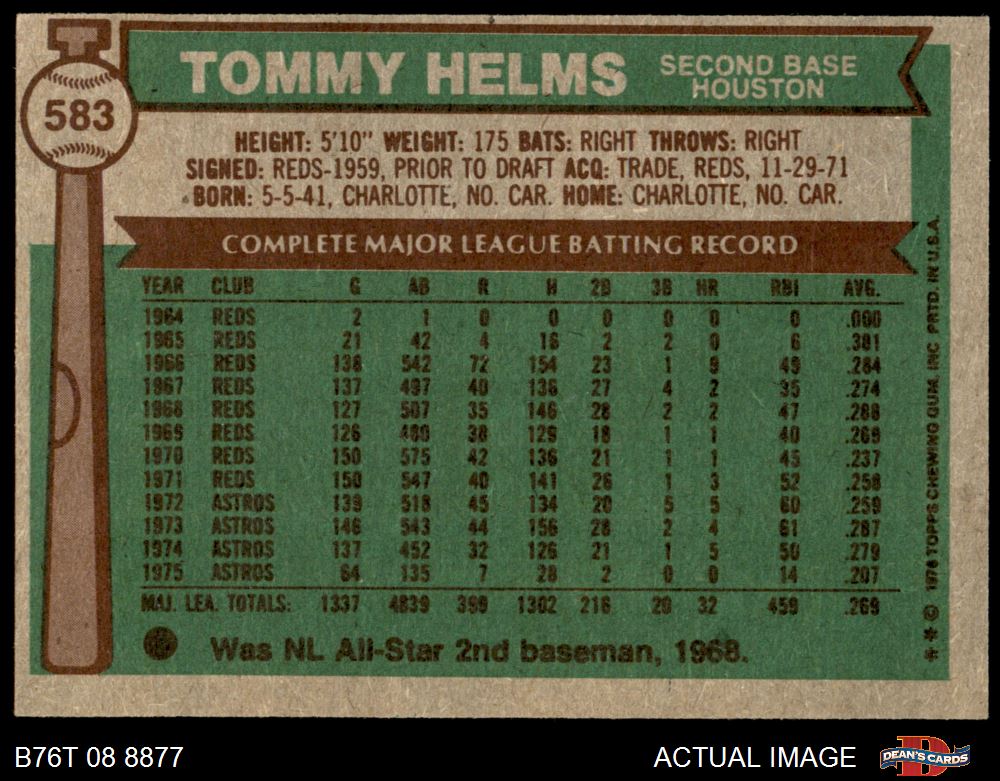 583
TOMMY HELMS
SECOND BASE
HOUSTON
HEIGHT: 5'10" WEIGHT: 175 BATS: RIGHT THROWS: RIGHT
SIGNED: REDS-1959, PRIOR TO DRAFT ACQ: TRADE, REDS, 11-29-71
BORN: 5-5-41, CHARLOTTE, NO. CAR. HOME: CHARLOTTE, NO. CAR.
COMPLETE MAJOR LEAGUE BATTING RECORD
YEAR CLUB G AB R H 2B 3B HR RBI AVG.
1964 REDS 2 1 0 0 0 0 0 0 .000
1965 REDS 21 42 4 16 2 2 0 6 .381
1966 REDS 138 542 72 154 23 1 9 49 .284
1967 REDS 137 497 40 136 27 4 2 35 .274
1968 REDS 127 507 35 146 28 2 2 47 .288
1969 REDS 126 480 38 129 18 1 1 40 .269
1970 REDS 150 575 42 136 21 1 1 45 .237
1971 REDS 150 547 40 141 26 1 3 52 .258
1972 ASTROS 139 518 45 134 20 5 5 60 .259
1973 ASTROS 146 543 44 156 28 2 4 61 .287
1974 ASTROS 137 452 32 126 21 1 5 50 .279
1975 ASTROS 64 135 7 28 2 0 0 14 .207
MAJ. LEA. TOTALS: 1337 4839 399 1302 216 20 32 459 .269
Was NL All-Star 2nd baseman, 1968.
* * © 1976 TOPPS CHEWING GUM, INC PRTD. IN U.S.A.
B76T 08 8877
ACTUAL IMAGE
DEAN'S CARDS